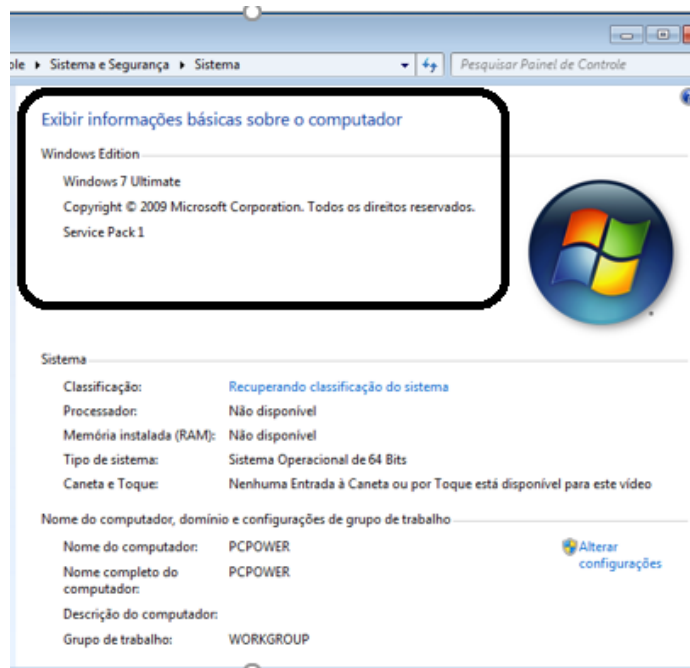 ole ▸ Sistema e Segurança ▸ Sistema
Pesquisar Painel de Controle
Exibir informações básicas sobre o computador
Windows Edition
Windows 7 Ultimate
Copyright © 2009 Microsoft Corporation. Todos os direitos reservados.
Service Pack 1
Sistema
Classificação: Recuperando classificação do sistema
Processador: Não disponível
Memória instalada (RAM): Não disponível
Tipo de sistema: Sistema Operacional de 64 Bits
Caneta e Toque: Nenhuma Entrada à Caneta ou por Toque está disponível para este vídeo
Nome do computador, domínio e configurações de grupo de trabalho
Nome do computador: PCPOWER
Alterar
configurações
Nome completo do
computador: PCPOWER
Descrição do computador:
Grupo de trabalho: WORKGROUP